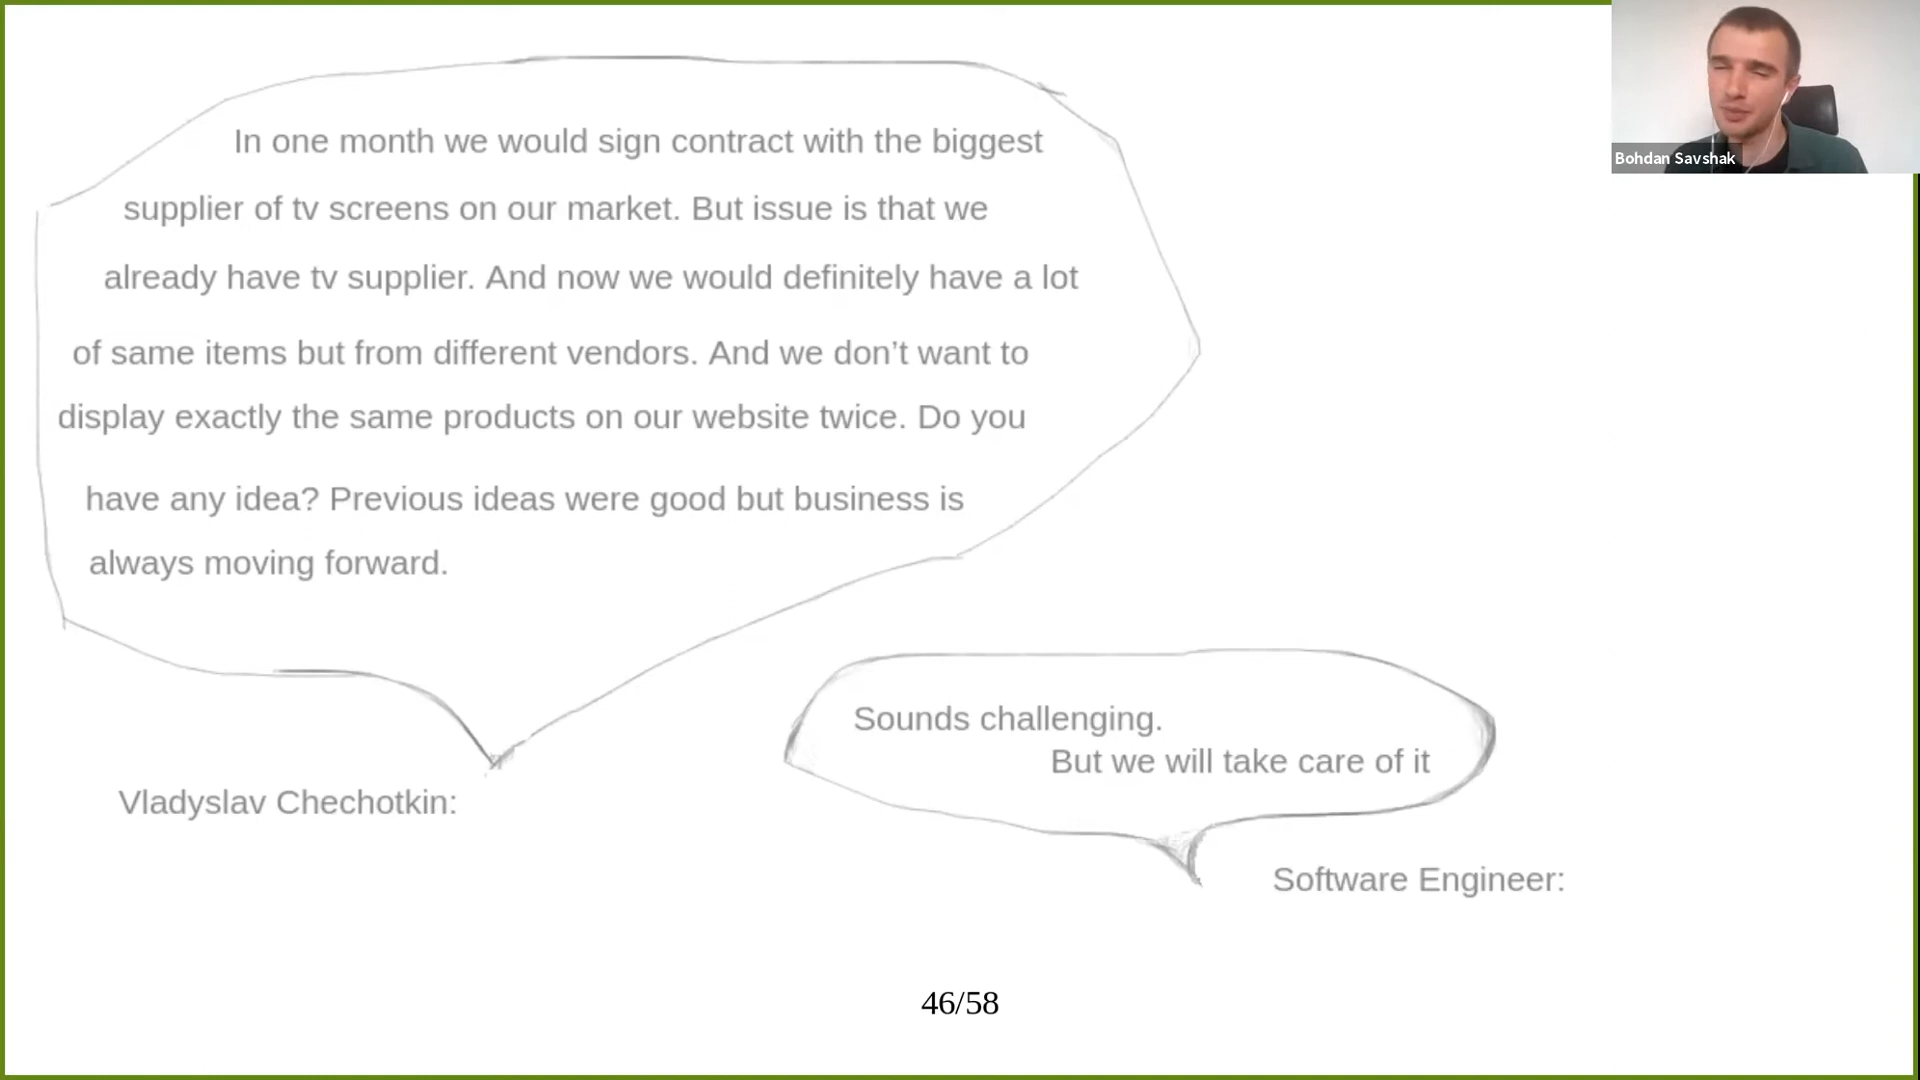 Bohdan Savshak
In one month we would sign contract with the biggest
supplier of tv screens on our market. But issue is that we
already have tv supplier. And now we would definitely have a lot
of same items but from different vendors. And we don’t want to
display exactly the same products on our website twice. Do you
have any idea? Previous ideas were good but business is
always moving forward.
Vladyslav Chechotkin:
Sounds challenging.
But we will take care of it
Software Engineer:
46/58